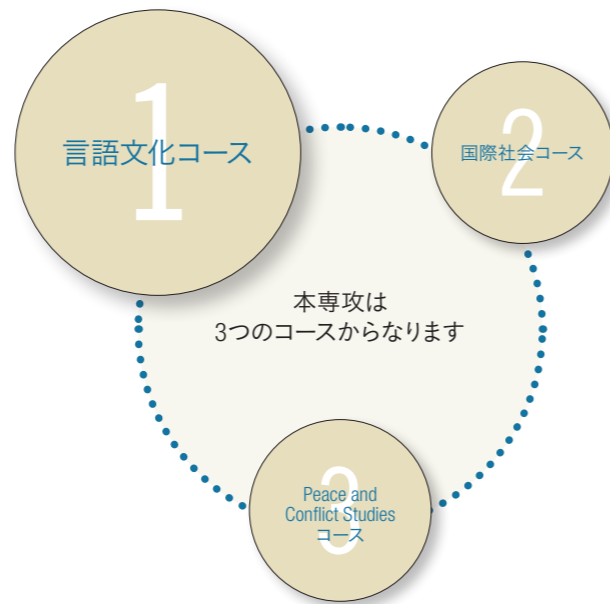 1
言語文化コース
2
国際社会コース
本専攻は
3つのコースからなります
3
Peace and
Conflict Studies
コース